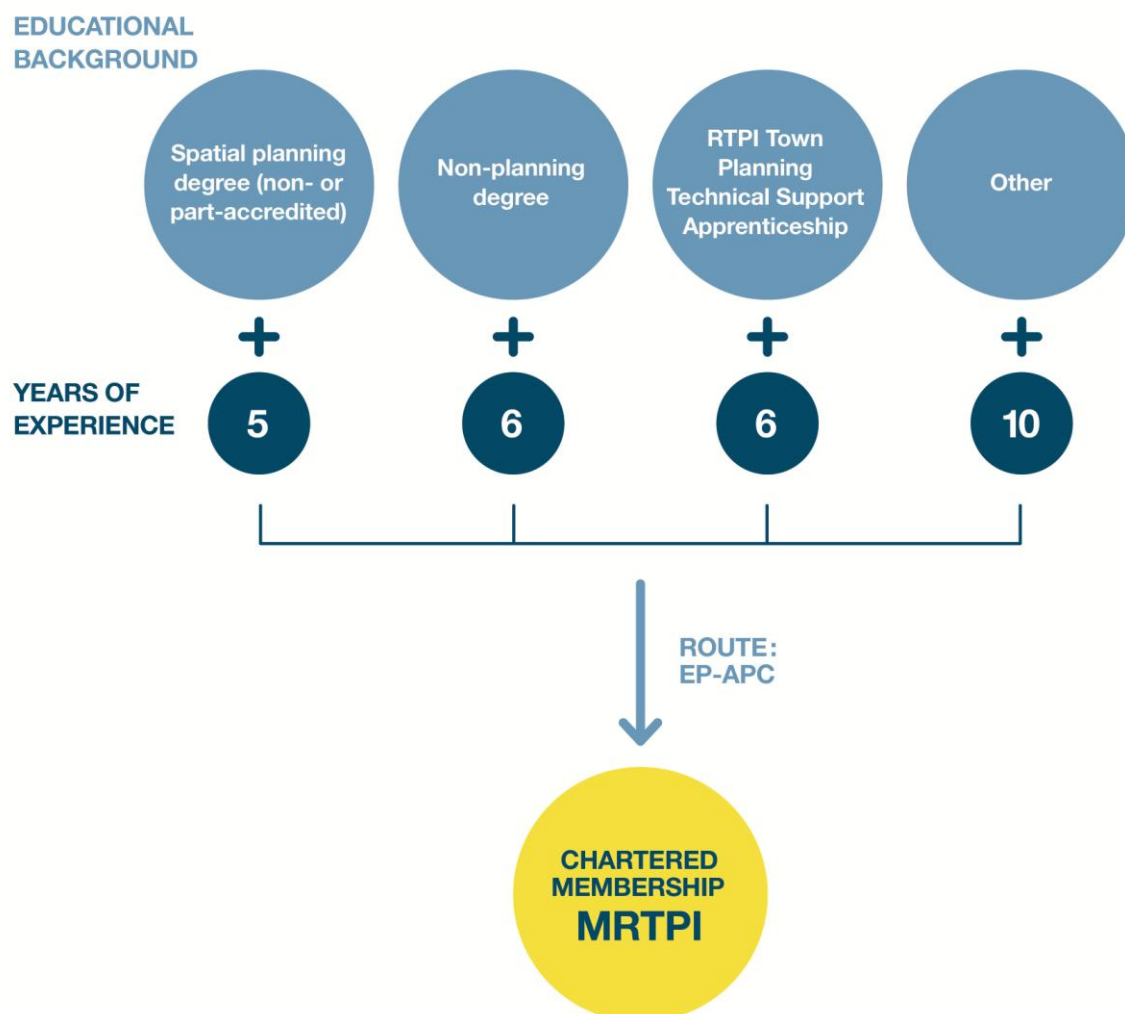 EDUCATIONAL
BACKGROUND
Spatial planning
degree (non- or
part-accredited)
Non-planning
degree
RTPI Town
Planning
Technical Support
Apprenticeship
Other
+
+
+
+
YEARS OF
EXPERIENCE
5
6
6
10
ROUTE:
EP-APC
CHARTERED
MEMBERSHIP
MRTPI